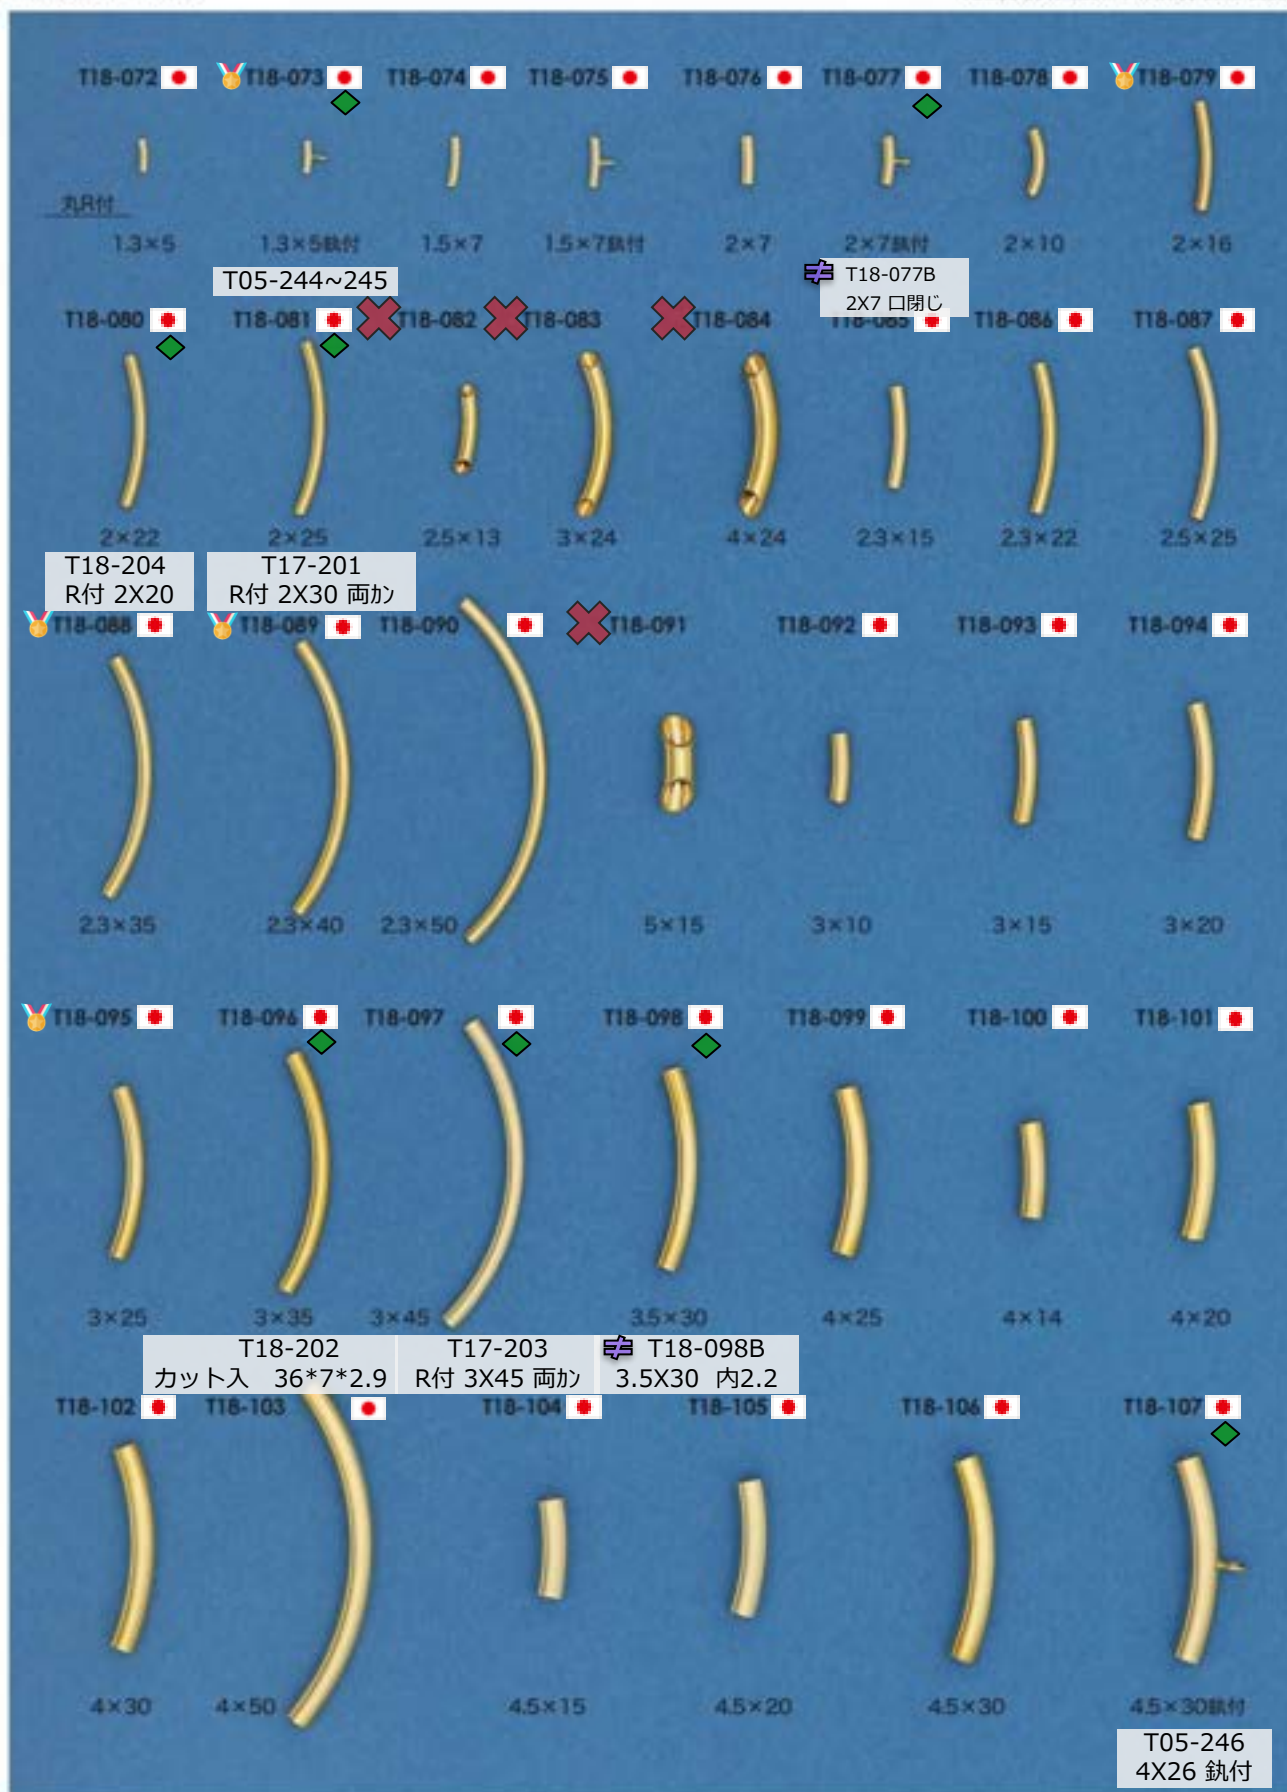 T18-072 T18-073 T18-074 T18-075 T18-076 T18-077 T18-078 T18-079
丸R付
1.3×5 1.3×5釻付 1.5×7 1.5×7釻付 2×7 2×7釻付 2×10 2×16
T05-244~245
≠ T18-077B
2X7 口閉じ
T18-080 T18-081 T18-082 T18-083 T18-084 T18-085 T18-086 T18-087
2×22 2×25 2.5×13 3×24 4×24 2.3×15 2.3×22 2.5×25
T18-204
R付 2X20
T17-201
R付 2X30 両ｶﾝ
T18-088 T18-089 T18-090 T18-091 T18-092 T18-093 T18-094
2.3×35 2.3×40 2.3×50 5×15 3×10 3×15 3×20
T18-095 T18-096 T18-097 T18-098 T18-099 T18-100 T18-101
3×25 3×35 3×45 3.5×30 4×25 4×14 4×20
T18-202
カット入 36*7*2.9
T17-203
R付 3X45 両ｶﾝ
≠ T18-098B
3.5X30 内2.2
T18-102 T18-103 T18-104 T18-105 T18-106 T18-107
4×30 4×50 4.5×15 4.5×20 4.5×30 4.5×30釻付
T05-246
4X26 釻付